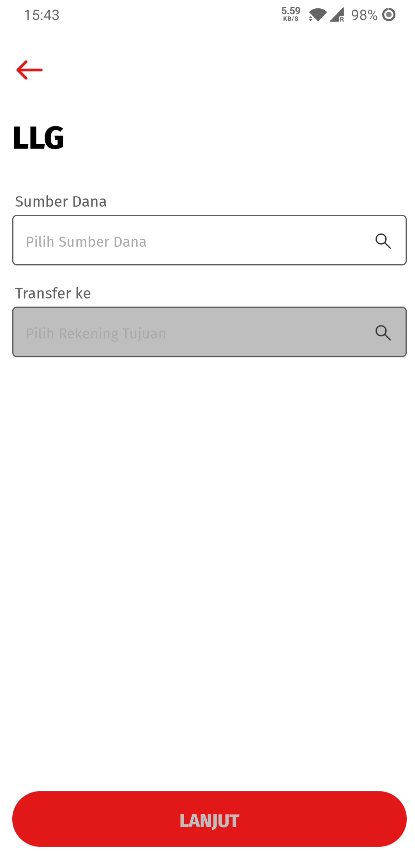 15:43
5.59
KB/S
R
98%
LLG
Sumber Dana
Pilih Sumber Dana
Transfer ke
Pilih Rekening Tujuan
LANJUT